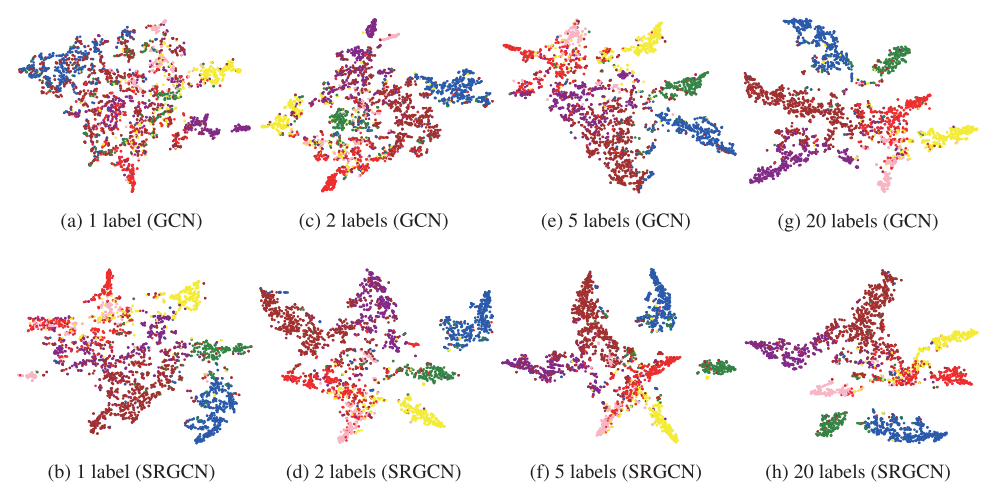 (a) 1 label (GCN)
(c) 2 labels (GCN)
(e) 5 labels (GCN)
(g) 20 labels (GCN)
(b) 1 label (SRGCN)
(d) 2 labels (SRGCN)
(f) 5 labels (SRGCN)
(h) 20 labels (SRGCN)